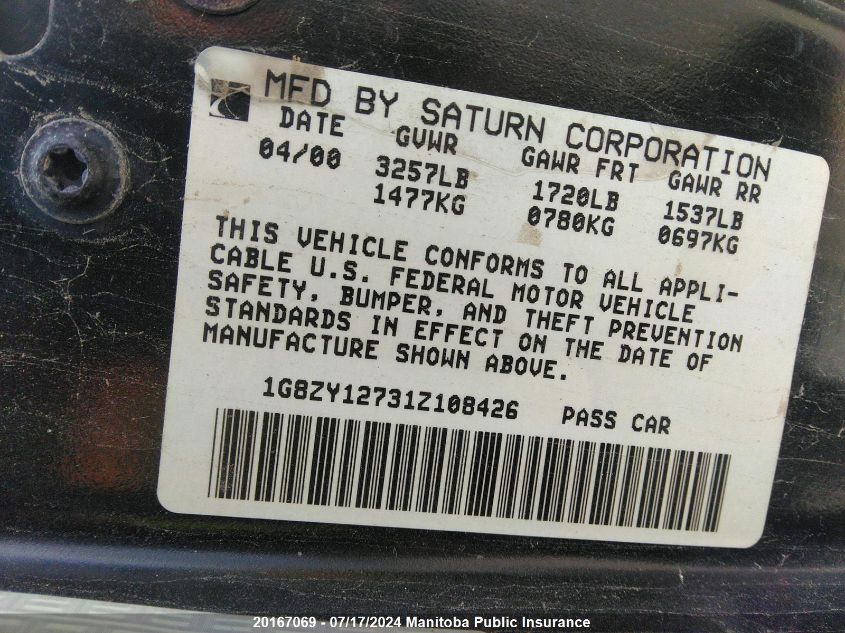 MFD BY SATURN CORPORATION
DATE GVWR GAWR FRT GAWR RR
04/00 3257LB 1720LB 1537LB
1477KG 0780KG 0697KG
THIS VEHICLE CONFORMS TO ALL APPLI-
CABLE U.S. FEDERAL MOTOR VEHICLE
SAFETY, BUMPER, AND THEFT PREVENTION
STANDARDS IN EFFECT ON THE DATE OF
MANUFACTURE SHOWN ABOVE.
1G8ZY12731Z108426 PASS CAR
20167069 - 07/17/2024 Manitoba Public Insurance